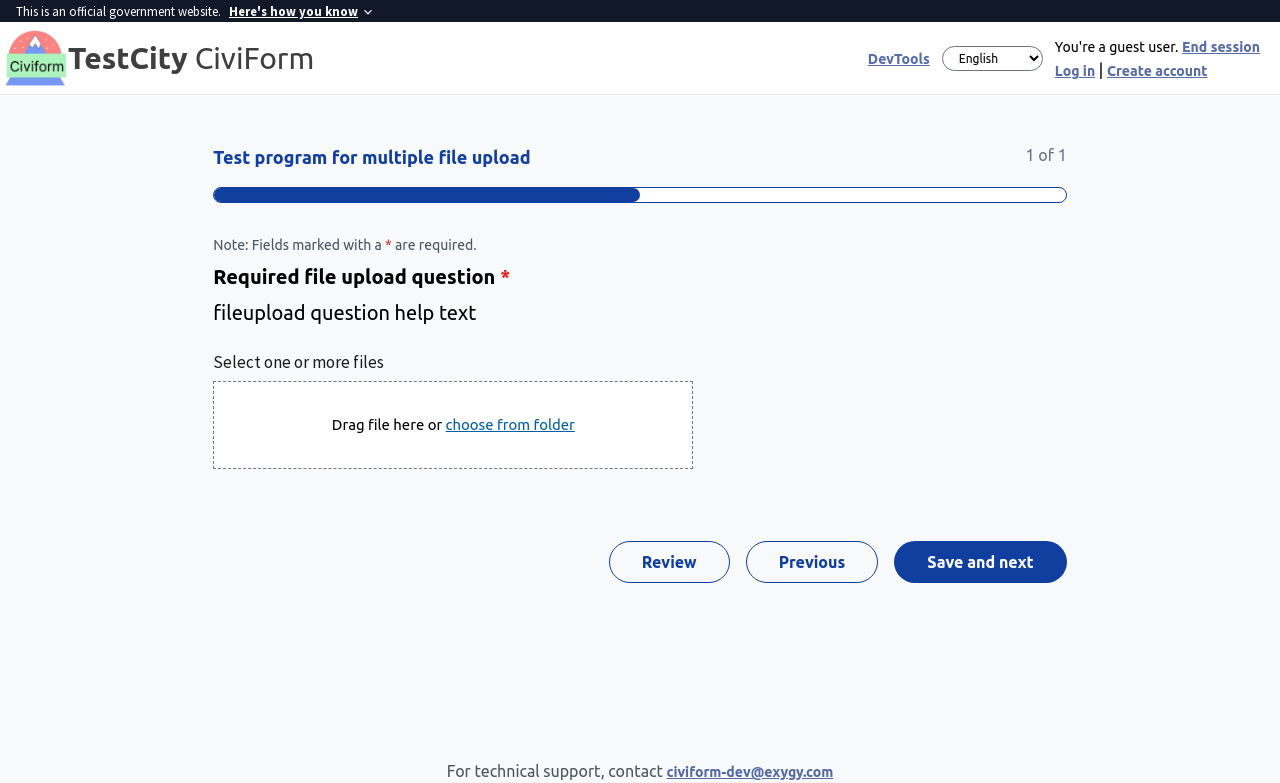 This is an official government website. Here's how you know
Civiform
TestCity CiviForm
DevTools
English
You're a guest user. End session
Log in | Create account
Test program for multiple file upload
1 of 1
Note: Fields marked with a * are required.
Required file upload question *
fileupload question help text
Select one or more files
Drag file here or choose from folder
Review
Previous
Save and next
For technical support, contact civiform-dev@exygy.com